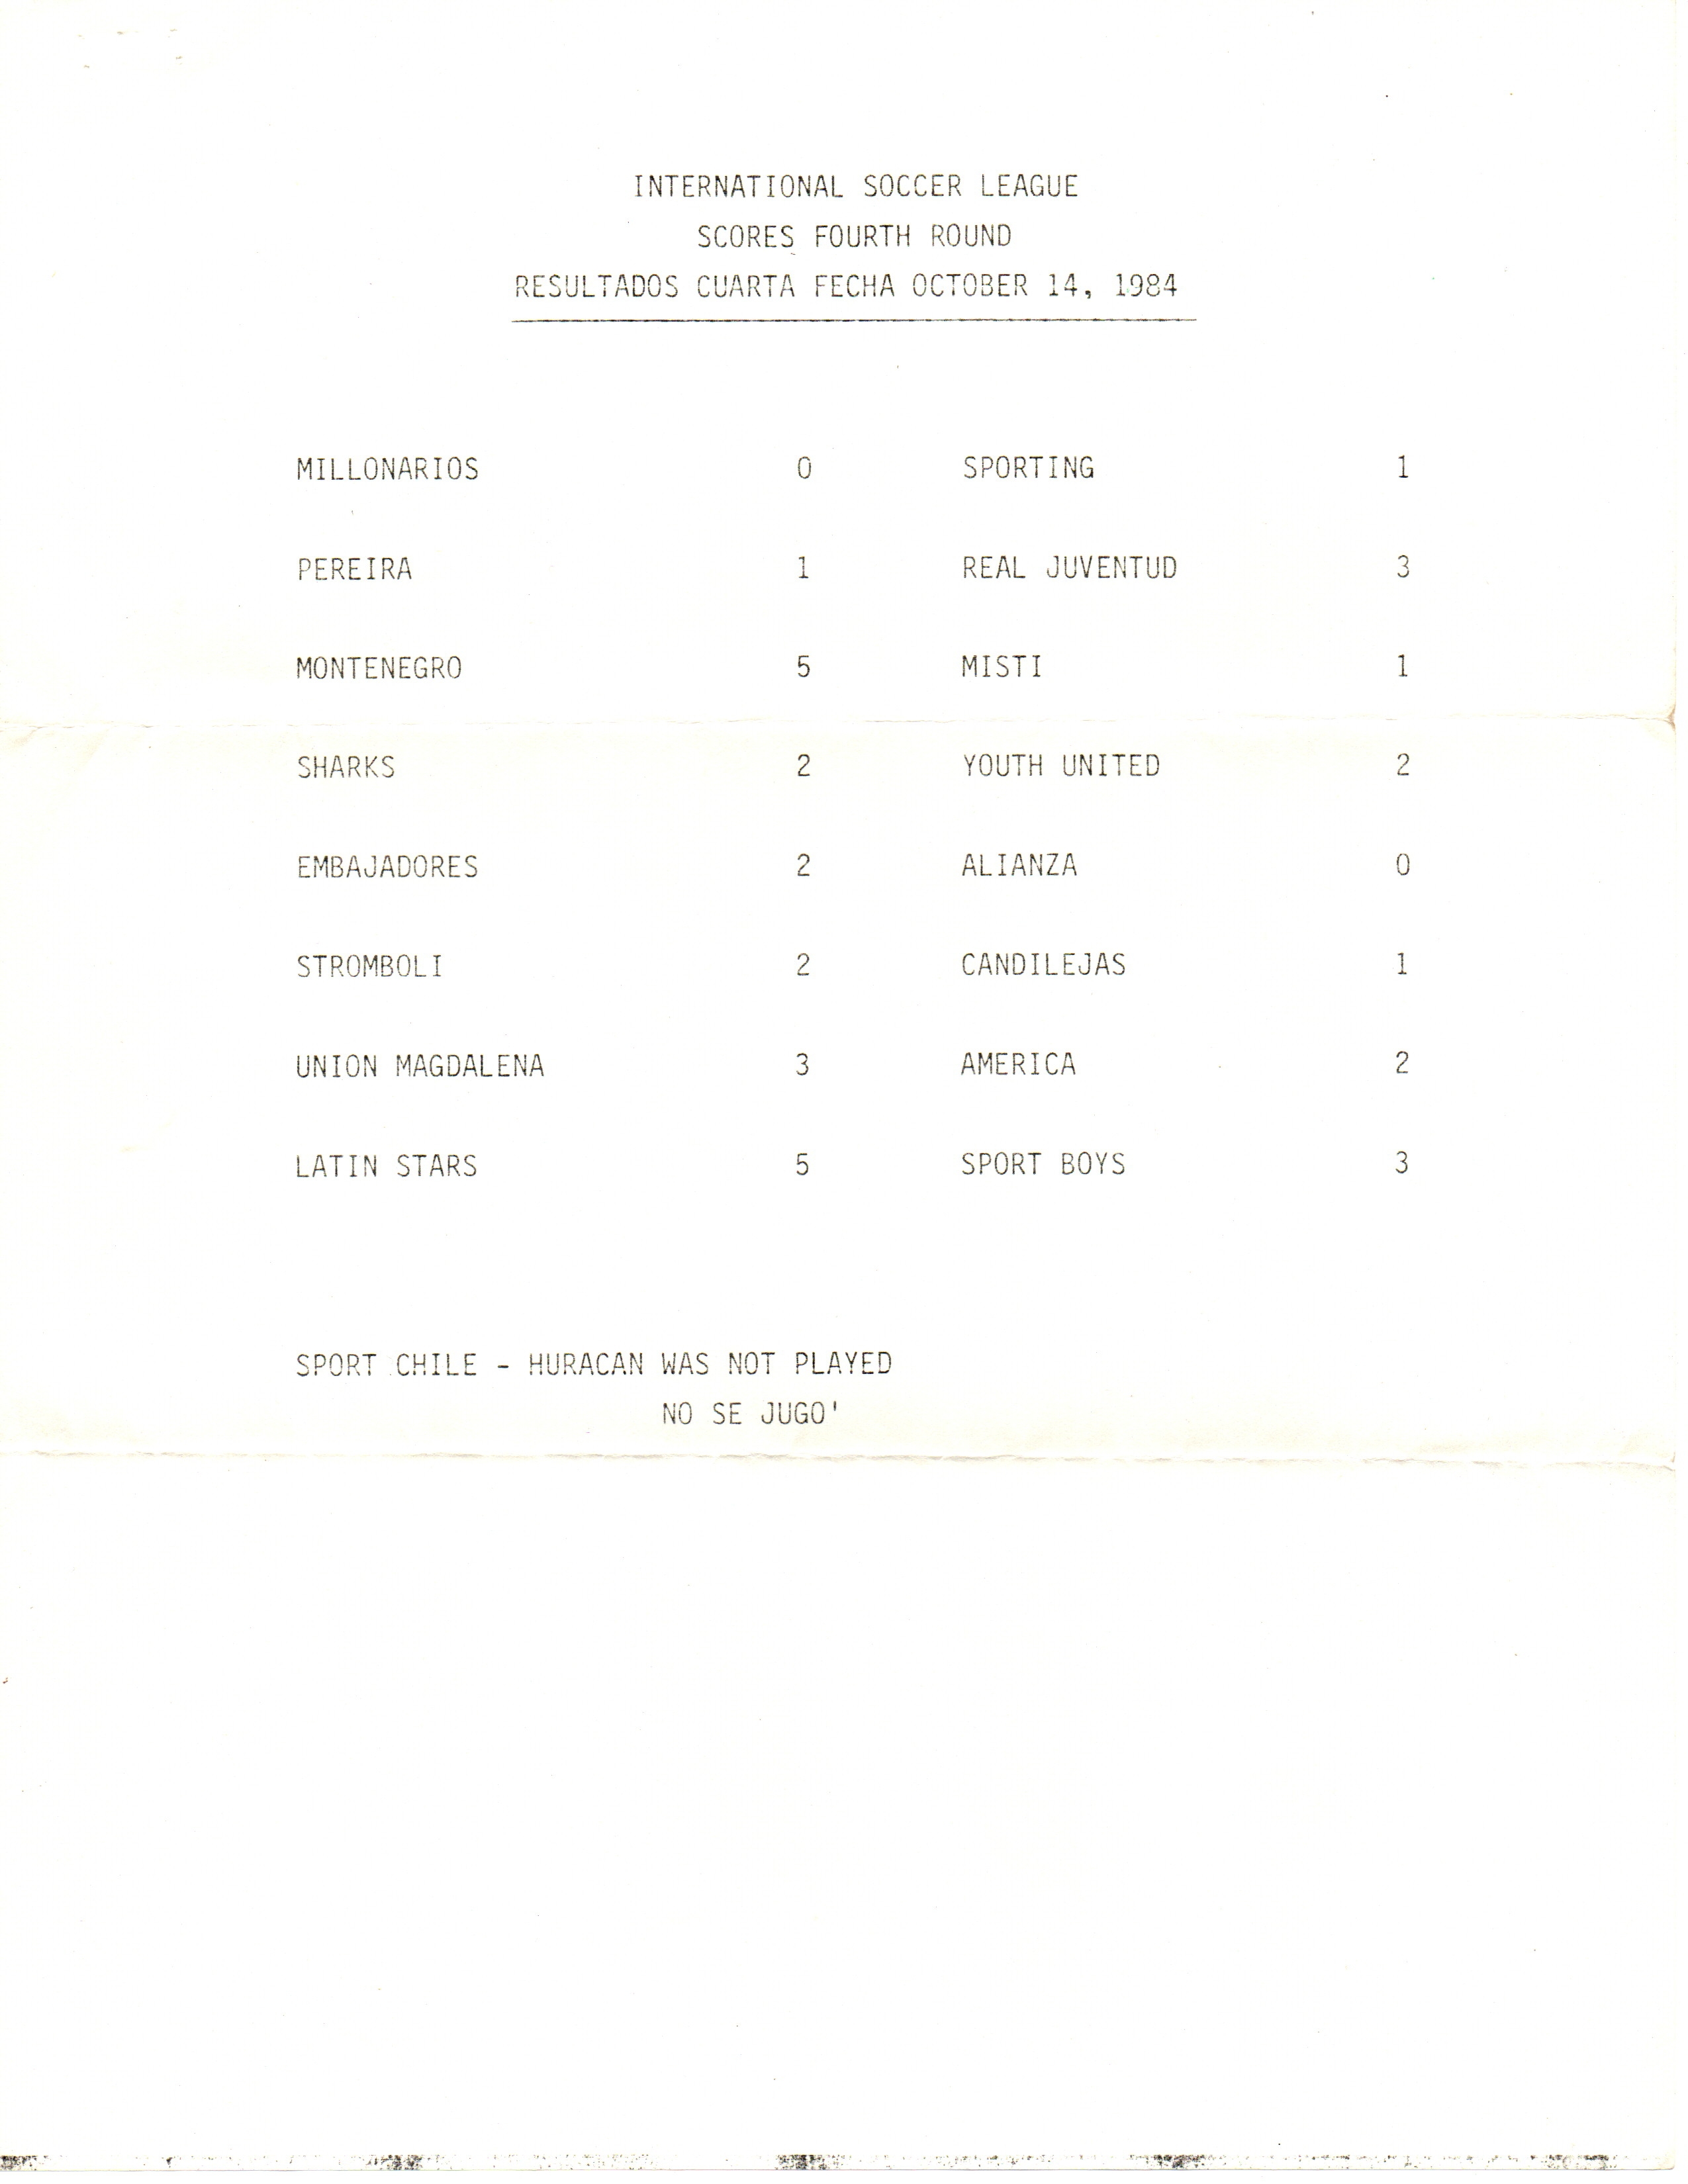 INTERNATIONAL SOCCER LEAGUE
SCORES FOURTH ROUND
RESULTADOS CUARTA FECHA OCTOBER 14, 1984
MILLONARIOS 0 SPORTING 1
PEREIRA 1 REAL JUVENTUD 3
MONTENEGRO 5 MISTI 1
SHARKS 2 YOUTH UNITED 2
EMBAJADORES 2 ALIANZA 0
STROMBOLI 2 CANDILEJAS 1
UNION MAGDALENA 3 AMERICA 2
LATIN STARS 5 SPORT BOYS 3
SPORT CHILE - HURACAN WAS NOT PLAYED
NO SE JUGO'